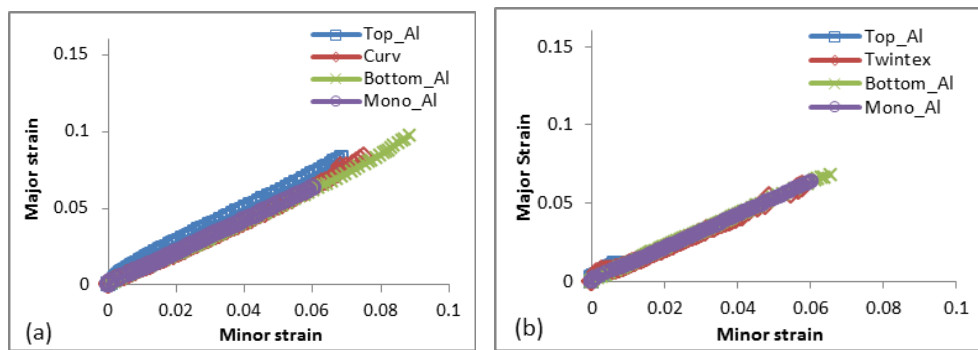 0.15
0.1
0.05
0
Major strain
Top_Al
Curv
Bottom_Al
Mono_Al
0 0.02 0.04 0.06 0.08 0.1
Minor strain
(a)
0.15
0.1
0.05
0
Major Strain
Top_Al
Twintex
Bottom_Al
Mono_Al
0 0.02 0.04 0.06 0.08 0.1
Minor strain
(b)